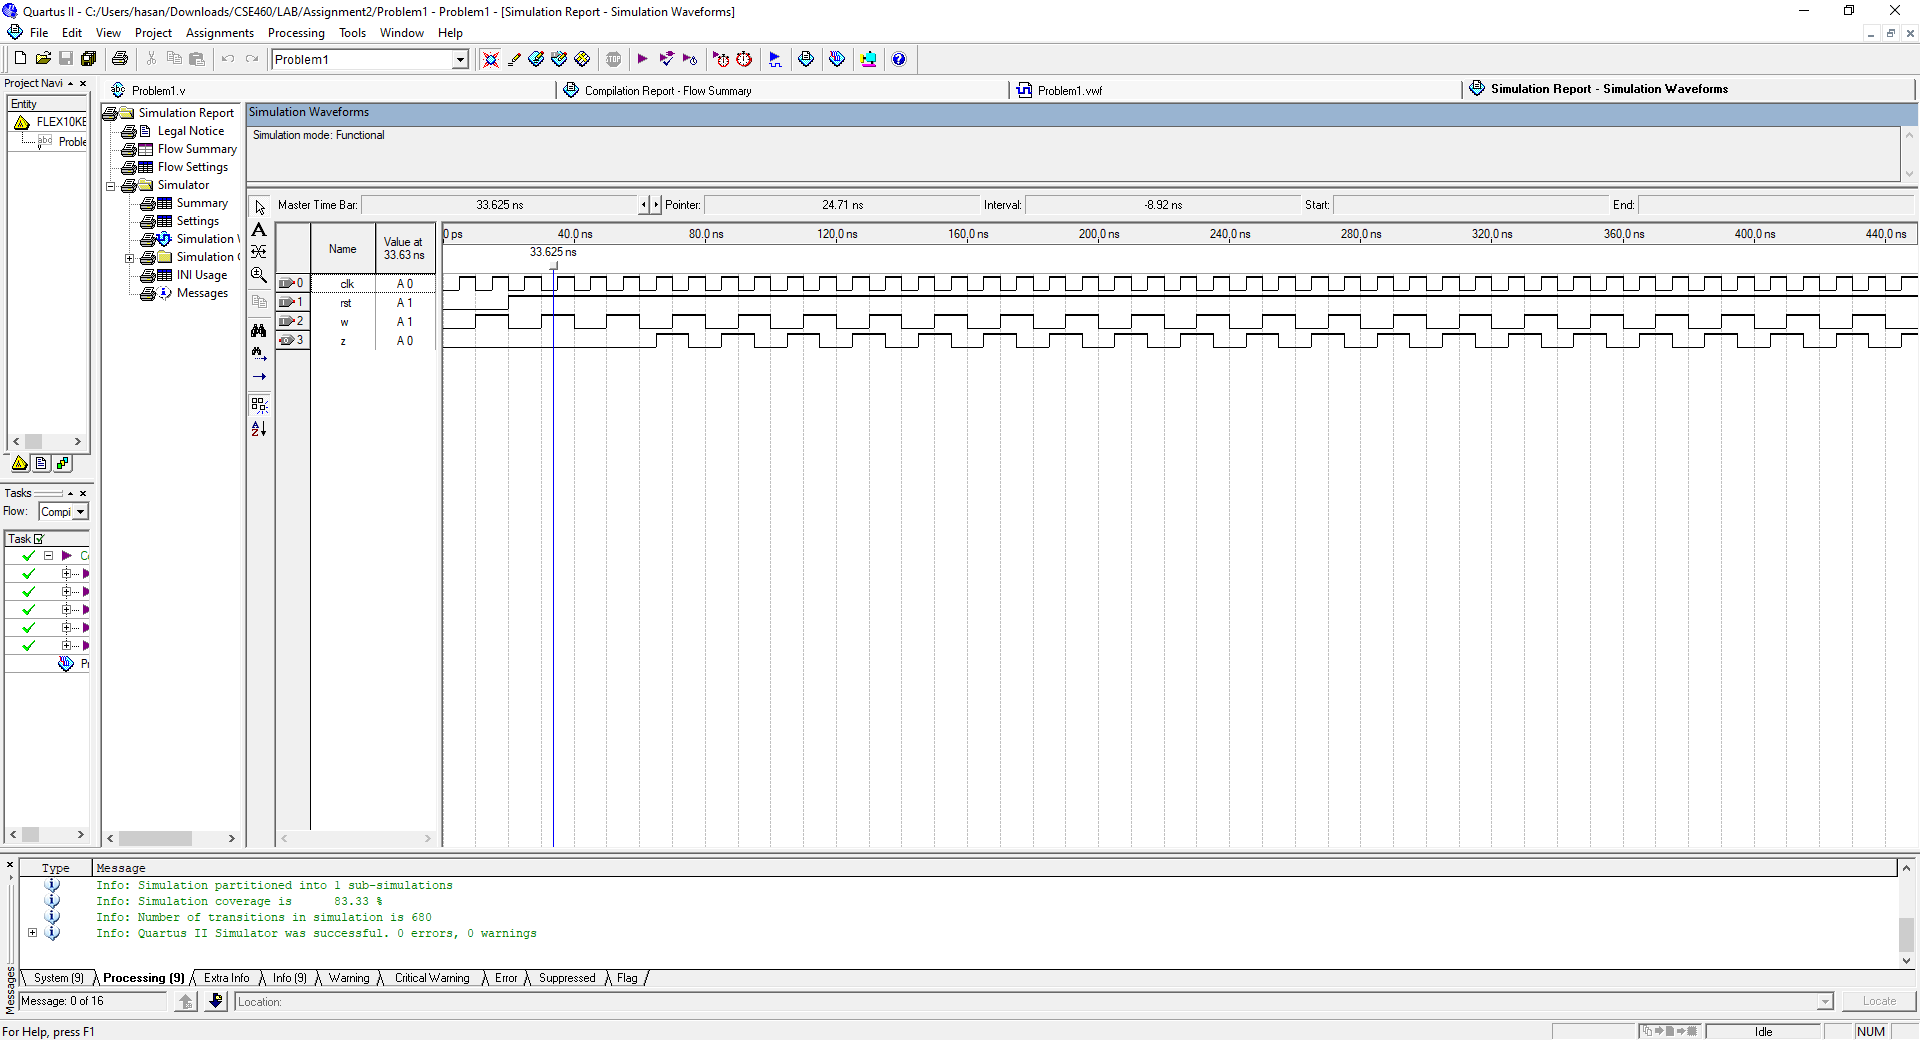 Quartus II - C:/Users/hasan/Downloads/CSE460/LAB/Assignment2/Problem1 - Problem1 - [Simulation Report - Simulation Waveforms]
File Edit View Project Assignments Processing Tools Window Help
Problem1
Project Navi
Entity
FLEX10KE
abc Proble
Problem1.v
Compilation Report - Flow Summary
Problem1.vwf
Simulation Report - Simulation Waveforms
Simulation Report
Legal Notice
Flow Summary
Flow Settings
Simulator
Summary
Settings
Simulation
Simulation
INI Usage
Messages
Simulation Waveforms
Simulation mode: Functional
Master Time Bar: 33.625 ns Pointer: 24.71 ns Interval: -8.92 ns Start: End:
Name Value at 33.63 ns
0 ps 40.0 ns 80.0 ns 120.0 ns 160.0 ns 200.0 ns 240.0 ns 280.0 ns 320.0 ns 360.0 ns 400.0 ns 440.0 ns
33.625 ns
0 clk A 0
1 rst A 1
2 w A 1
3 z A 0
Tasks
Flow: Compi
Task
Type Message
Info: Simulation partitioned into 1 sub-simulations
Info: Simulation coverage is 83.33 %
Info: Number of transitions in simulation is 680
Info: Quartus II Simulator was successful. 0 errors, 0 warnings
System (9) Processing (9) Extra Info Info (9) Warning Critical Warning Error Suppressed Flag
Messages
Message: 0 of 16 Location: Locate
For Help, press F1 Idle NUM